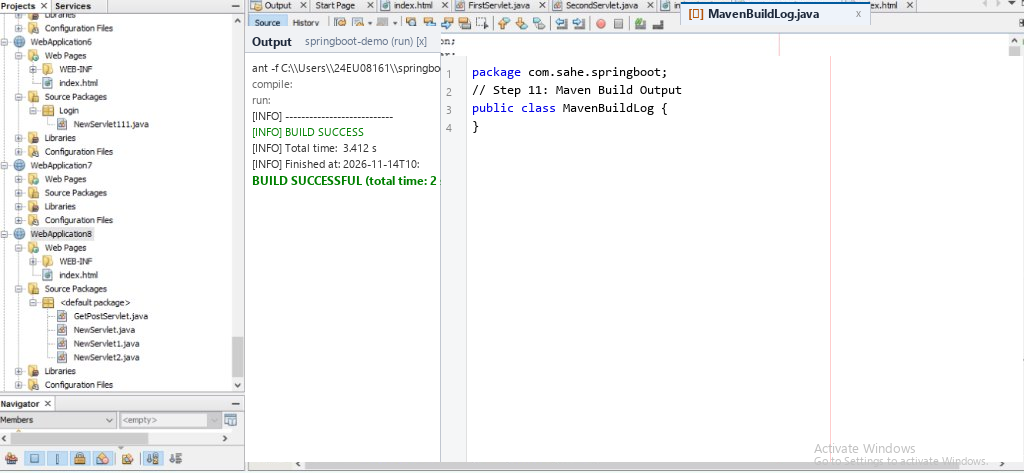 Projects × Services
Output × Start Page × index.html × FirstServlet.java × SecondServlet.java × MavenBuildLog.java x ex.html ×
Source History
Libraries
Configuration Files
WebApplication6
Web Pages
WEB-INF
index.html
Source Packages
Login
NewServlet111.java
Libraries
Configuration Files
WebApplication7
Web Pages
Source Packages
Libraries
Configuration Files
WebApplication8
Web Pages
WEB-INF
index.html
Source Packages
<default package>
GetPostServlet.java
NewServlet.java
NewServlet1.java
NewServlet2.java
Libraries
Configuration Files
Navigator ×
Members <empty>
Output springboot-demo (run) [x]
ant -f C:\\Users\\24EU08161\\springbo
compile:
run:
[INFO] ---------------------------
[INFO] BUILD SUCCESS
[INFO] Total time: 3.412 s
[INFO] Finished at: 2026-11-14T10:
BUILD SUCCESSFUL (total time: 2 s
on;
1 package com.sahe.springboot;
2 // Step 11: Maven Build Output
3 public class MavenBuildLog {
4 }
Activate Windows
Go to Settings to activate Windows.